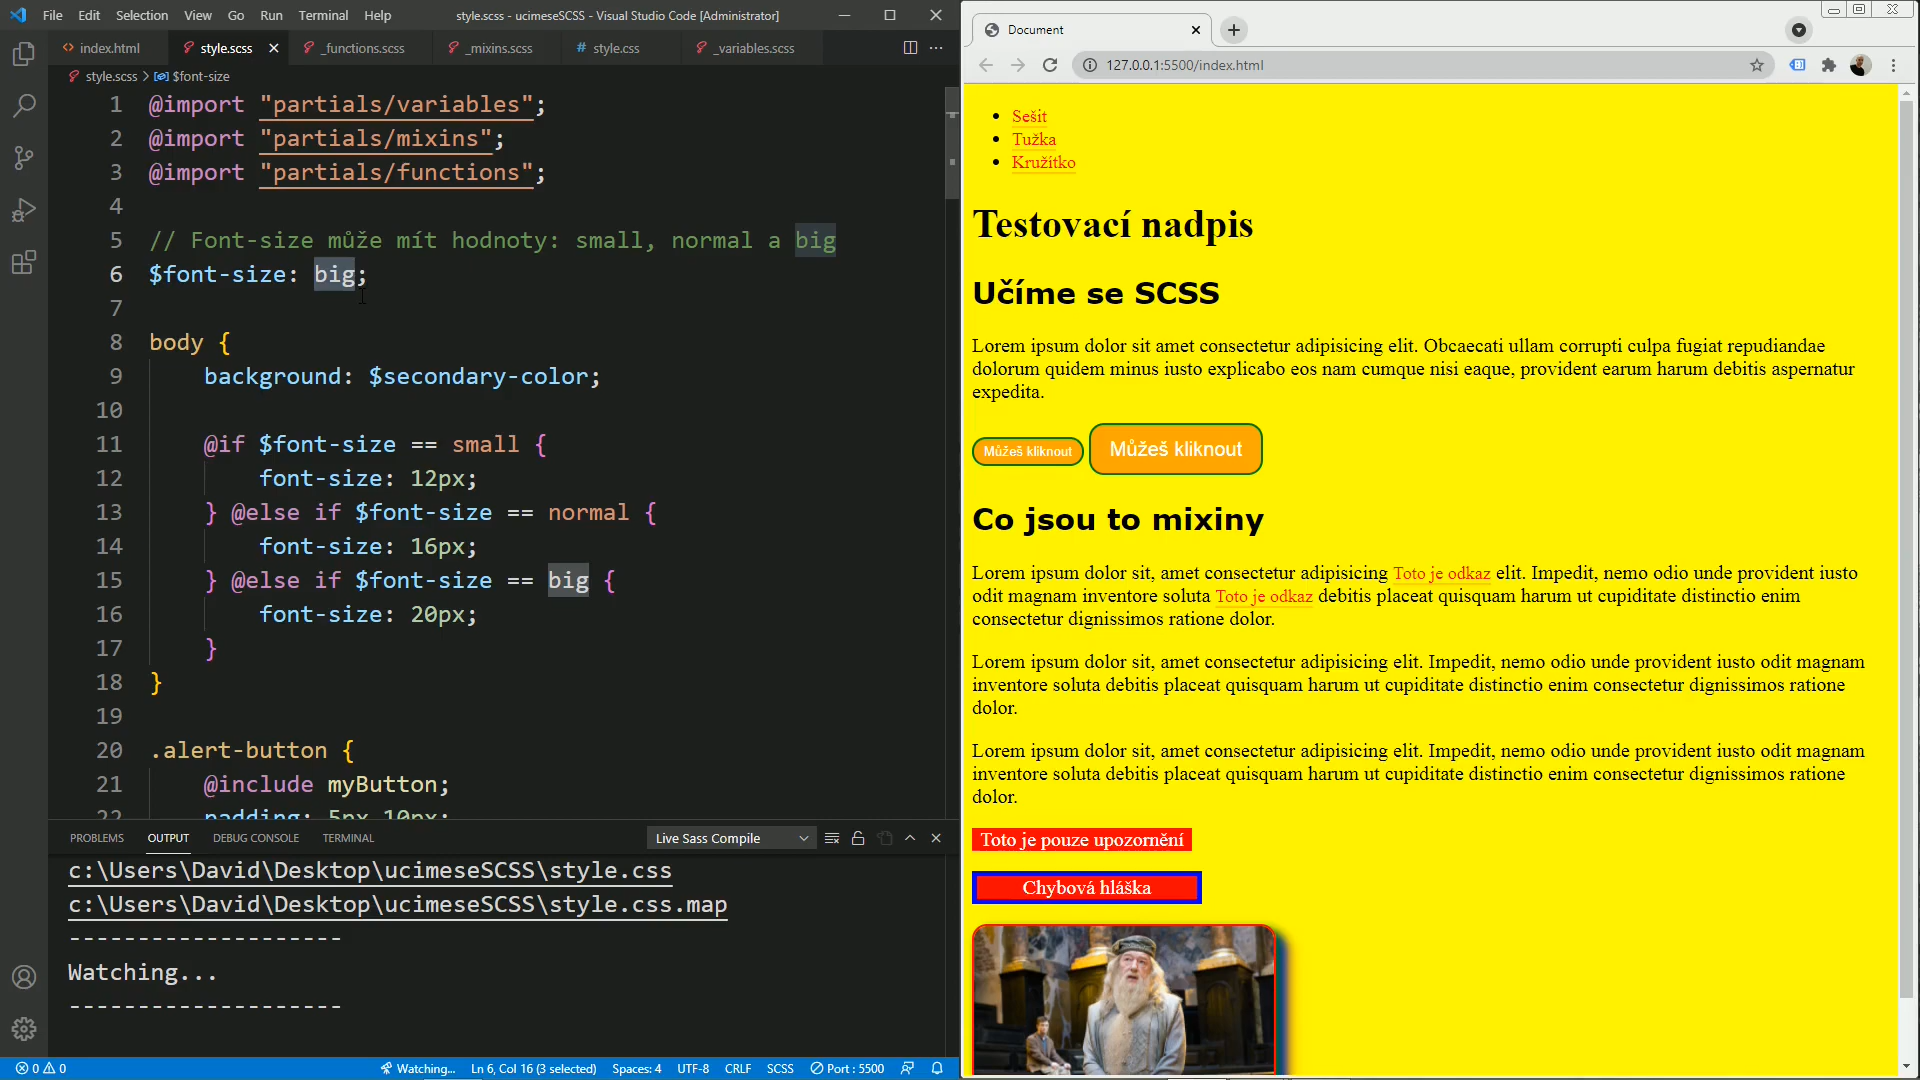 File Edit Selection View Go Run Terminal Help
style.scss - ucimeseSCSS - Visual Studio Code [Administrator]
index.html style.scss _functions.scss _mixins.scss style.css _variables.scss
style.scss > $font-size
1 @import "partials/variables";
2 @import "partials/mixins";
3 @import "partials/functions";
4
5 // Font-size může mít hodnoty: small, normal a big
6 $font-size: big;
7
8 body {
9 background: $secondary-color;
10
11 @if $font-size == small {
12 font-size: 12px;
13 } @else if $font-size == normal {
14 font-size: 16px;
15 } @else if $font-size == big {
16 font-size: 20px;
17 }
18 }
19
20 .alert-button {
21 @include myButton;
22 padding: 5px 10px;
PROBLEMS OUTPUT DEBUG CONSOLE TERMINAL
Live Sass Compile
c:\Users\David\Desktop\ucimeseSCSS\style.css
c:\Users\David\Desktop\ucimeseSCSS\style.css.map
--------------------
Watching...
--------------------
0 0 Watching... Ln 6, Col 16 (3 selected) Spaces: 4 UTF-8 CRLF SCSS Port : 5500
Document
127.0.0.1:5500/index.html
Sešit
Tužka
Kružítko
Testovací nadpis
Učíme se SCSS
Lorem ipsum dolor sit amet consectetur adipisicing elit. Obcaecati ullam corrupti culpa fugiat repudiandae
dolorum quidem minus iusto explicabo eos nam cumque nisi eaque, provident earum harum debitis aspernatur
expedita.
Můžeš kliknout Můžeš kliknout
Co jsou to mixiny
Lorem ipsum dolor sit, amet consectetur adipisicing Toto je odkaz elit. Impedit, nemo odio unde provident iusto
odit magnam inventore soluta Toto je odkaz debitis placeat quisquam harum ut cupiditate distinctio enim
consectetur dignissimos ratione dolor.
Lorem ipsum dolor sit, amet consectetur adipisicing elit. Impedit, nemo odio unde provident iusto odit magnam
inventore soluta debitis placeat quisquam harum ut cupiditate distinctio enim consectetur dignissimos ratione
dolor.
Lorem ipsum dolor sit, amet consectetur adipisicing elit. Impedit, nemo odio unde provident iusto odit magnam
inventore soluta debitis placeat quisquam harum ut cupiditate distinctio enim consectetur dignissimos ratione
dolor.
Toto je pouze upozornění
Chybová hláška